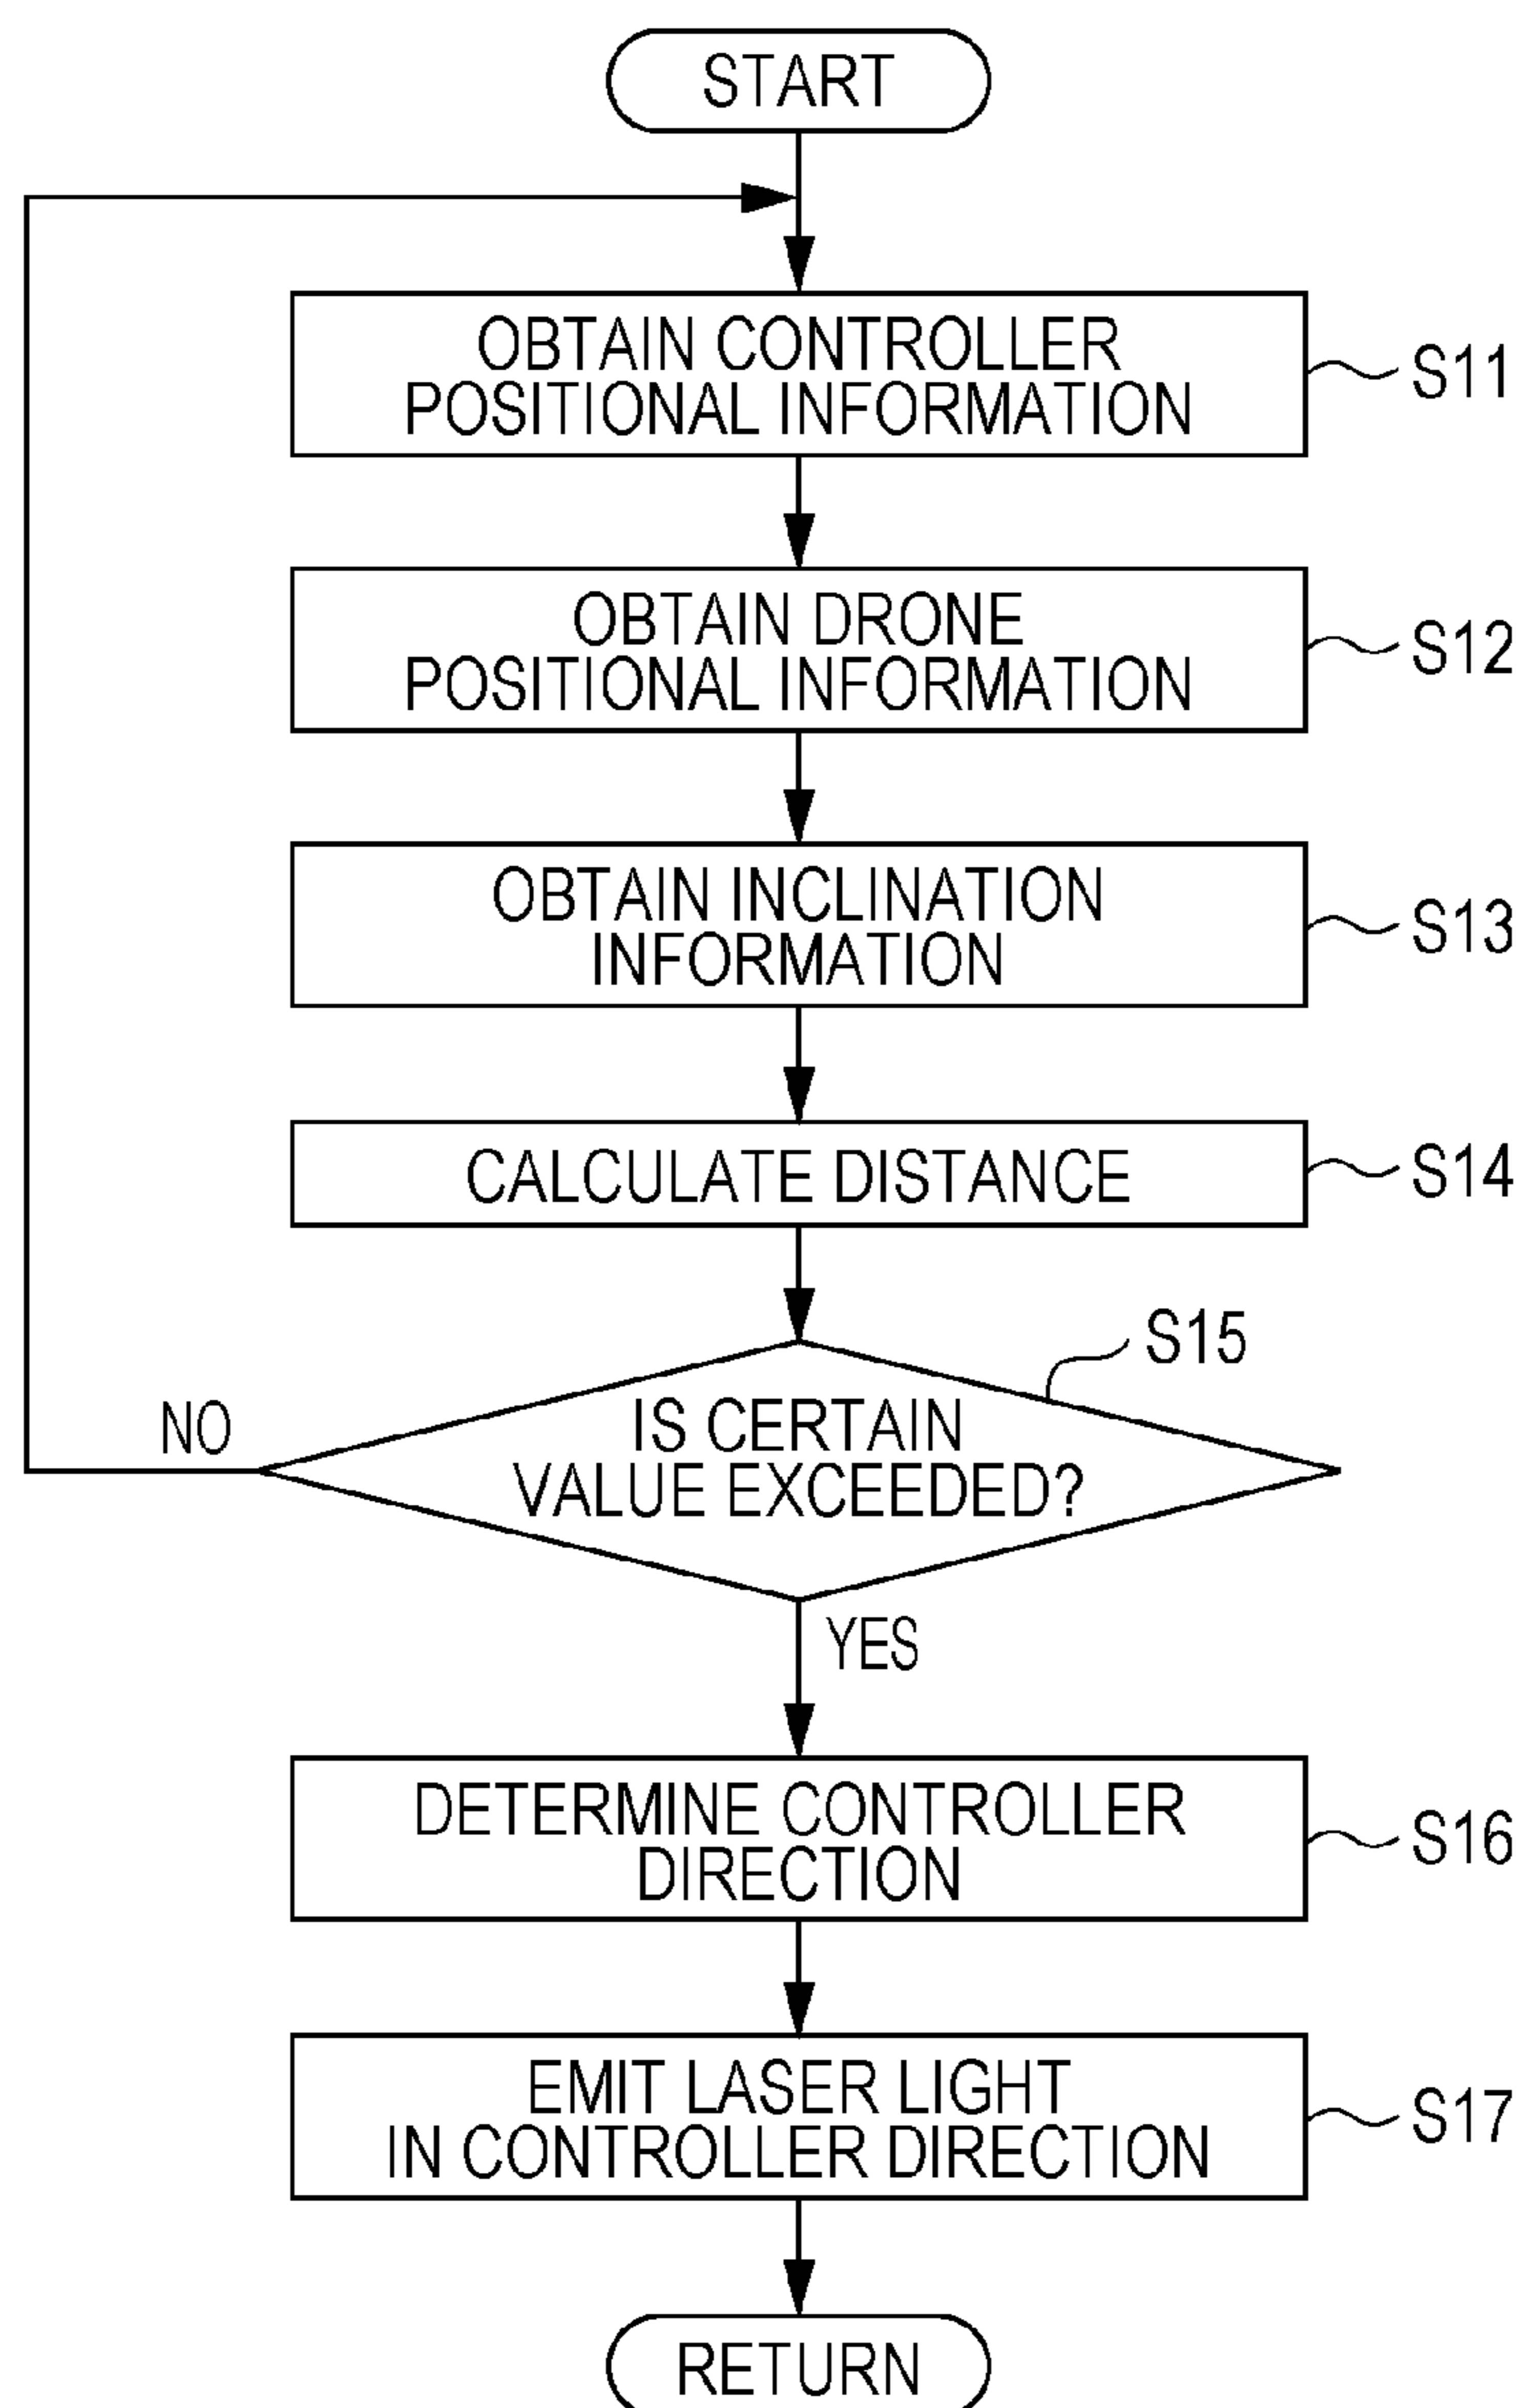 START
OBTAIN CONTROLLER
POSITIONAL INFORMATION
S11
OBTAIN DRONE
POSITIONAL INFORMATION
S12
OBTAIN INCLINATION
INFORMATION
S13
CALCULATE DISTANCE
S14
S15
IS CERTAIN
VALUE EXCEEDED?
NO
YES
DETERMINE CONTROLLER
DIRECTION
S16
EMIT LASER LIGHT
IN CONTROLLER DIRECTION
S17
RETURN